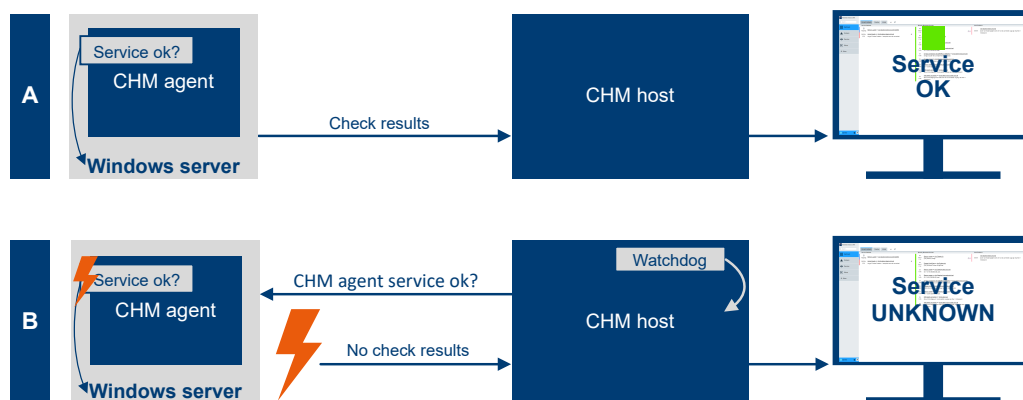 A
Service ok?
CHM agent
Windows server
Check results
CHM host
Service
OK
B
Service ok?
CHM agent
Windows server
CHM agent service ok?
No check results
Watchdog
CHM host
Service
UNKNOWN